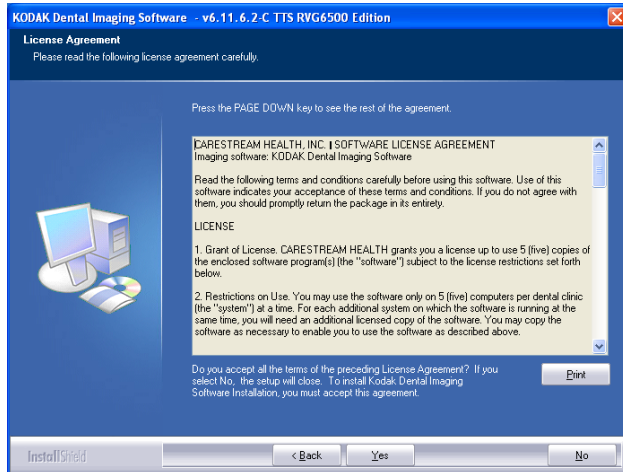 KODAK Dental Imaging Software - v6.11.6.2-C TTS RVG6500 Edition
License Agreement
Please read the following license agreement carefully.
Press the PAGE DOWN key to see the rest of the agreement.
CARESTREAM HEALTH, INC. | SOFTWARE LICENSE AGREEMENT
Imaging software: KODAK Dental Imaging Software
Read the following terms and conditions carefully before using this software. Use of this
software indicates your acceptance of these terms and conditions. If you do not agree with
them, you should promptly return the package in its entirety.
LICENSE
1. Grant of License. CARESTREAM HEALTH grants you a license up to use 5 (five) copies of
the enclosed software program(s) (the "software") subject to the license restrictions set forth
below.
2. Restrictions on Use. You may use the software only on 5 (five) computers per dental clinic
(the "system") at a time. For each additional system on which the software is running at the
same time, you will need an additional licensed copy of the software. You may copy the
software as necessary to enable you to use the software as described above.
Do you accept all the terms of the preceding License Agreement? If you
select No, the setup will close. To install Kodak Dental Imaging
Software Installation, you must accept this agreement.
Print
InstallShield
< Back
Yes
No